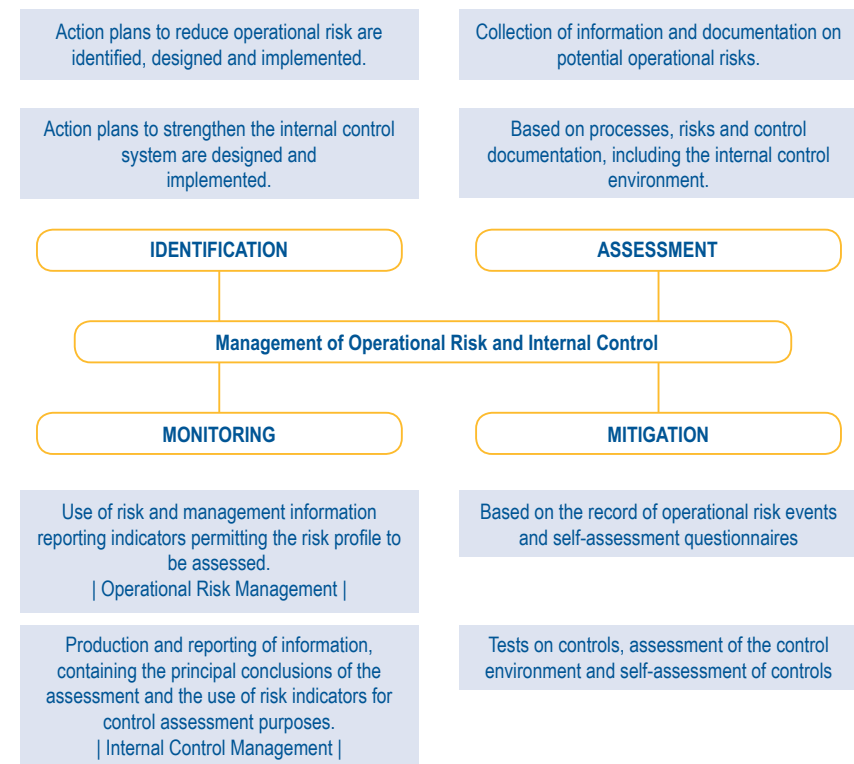 Action plans to reduce operational risk are
identified, designed and implemented.
Collection of information and documentation on
potential operational risks.
Action plans to strengthen the internal control
system are designed and
implemented.
Based on processes, risks and control
documentation, including the internal control
environment.
IDENTIFICATION
ASSESSMENT
Management of Operational Risk and Internal Control
MONITORING
MITIGATION
Use of risk and management information
reporting indicators permitting the risk profile to
be assessed.
| Operational Risk Management |
Based on the record of operational risk events
and self-assessment questionnaires
Production and reporting of information,
containing the principal conclusions of the
assessment and the use of risk indicators for
control assessment purposes.
| Internal Control Management |
Tests on controls, assessment of the control
environment and self-assessment of controls